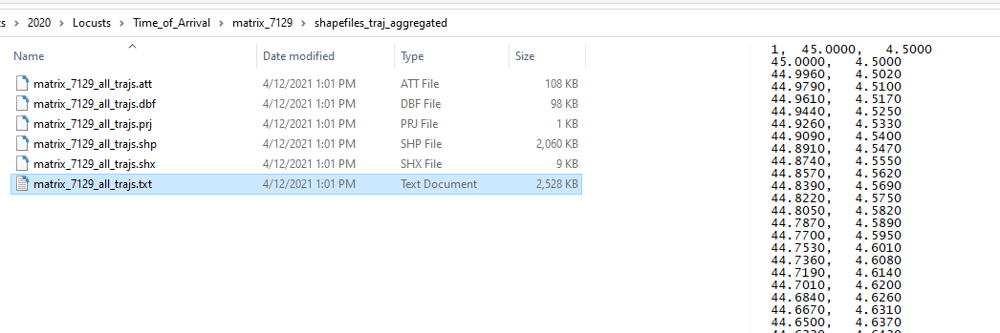 s › 2020 › Locusts › Time_of_Arrival › matrix_7129 › shapefiles_traj_aggregated
Name Date modified Type Size
matrix_7129_all_trajs.att 4/12/2021 1:01 PM ATT File 108 KB
matrix_7129_all_trajs.dbf 4/12/2021 1:01 PM DBF File 98 KB
matrix_7129_all_trajs.prj 4/12/2021 1:01 PM PRJ File 1 KB
matrix_7129_all_trajs.shp 4/12/2021 1:01 PM SHP File 2,060 KB
matrix_7129_all_trajs.shx 4/12/2021 1:01 PM SHX File 9 KB
matrix_7129_all_trajs.txt 4/12/2021 1:01 PM Text Document 2,528 KB
1, 45.0000, 4.5000
45.0000, 4.5000
44.9960, 4.5020
44.9790, 4.5100
44.9610, 4.5170
44.9440, 4.5250
44.9260, 4.5330
44.9090, 4.5400
44.8910, 4.5470
44.8740, 4.5550
44.8570, 4.5620
44.8390, 4.5690
44.8220, 4.5750
44.8050, 4.5820
44.7870, 4.5890
44.7700, 4.5950
44.7530, 4.6010
44.7360, 4.6080
44.7190, 4.6140
44.7010, 4.6200
44.6840, 4.6260
44.6670, 4.6310
44.6500, 4.6370